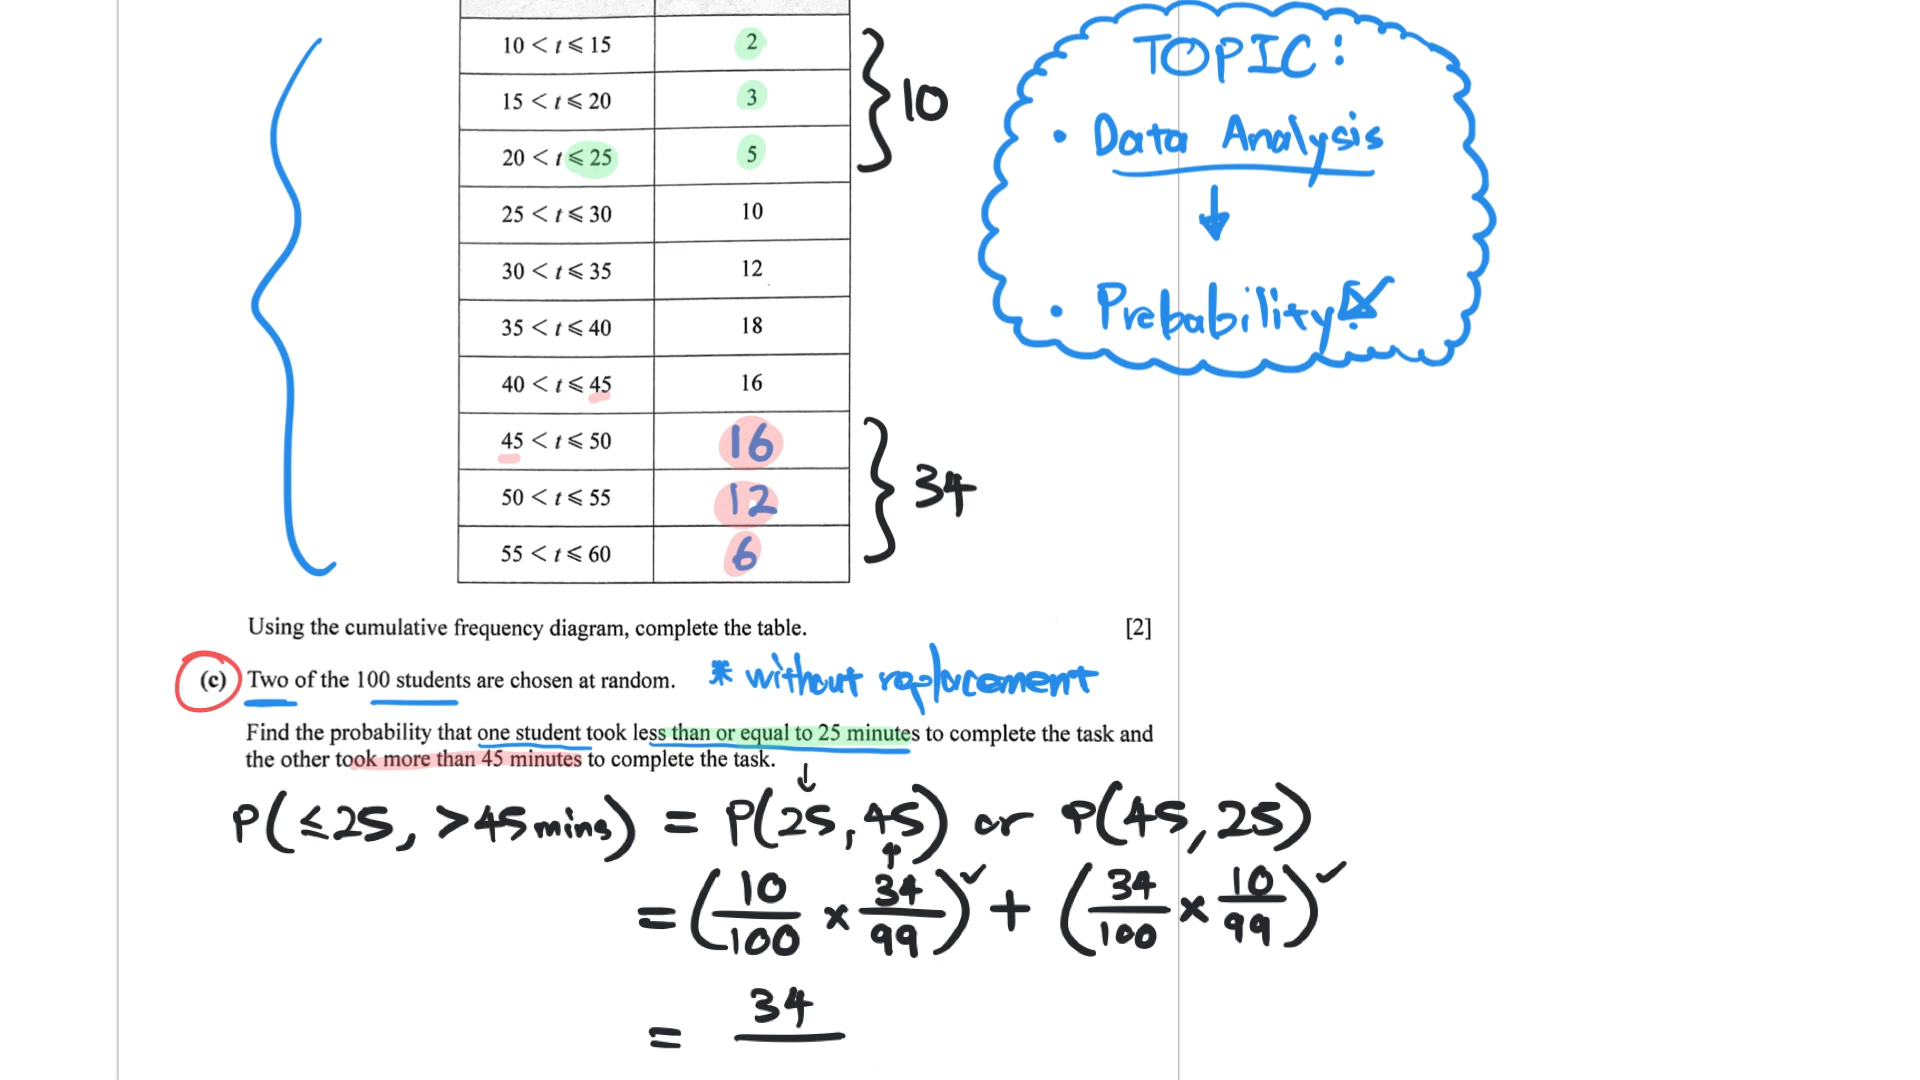 10 < t ⩽ 15 2
15 < t ⩽ 20 3
20 < t ⩽ 25 5
25 < t ⩽ 30 10
30 < t ⩽ 35 12
35 < t ⩽ 40 18
40 < t ⩽ 45 16
45 < t ⩽ 50 16
50 < t ⩽ 55 12
55 < t ⩽ 60 6
} 10
} 34
TOPIC:
• Data Analysis
↓
• Probability
Using the cumulative frequency diagram, complete the table. [2]
(c) Two of the 100 students are chosen at random. * without replacement
Find the probability that one student took less than or equal to 25 minutes to complete the task and
the other took more than 45 minutes to complete the task.
P(≤25, >45mins) = P(25,45) or P(45,25)
= (10/100 × 34/99)✓ + (34/100 × 10/99)✓
= 34